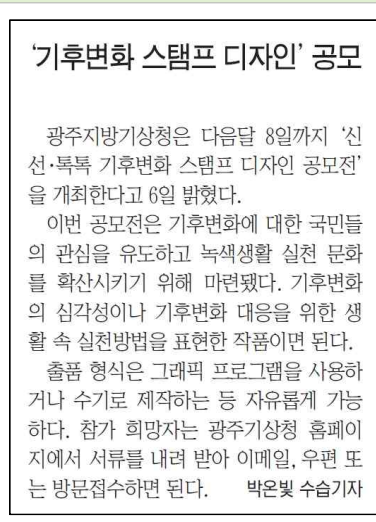 ‘기후변화 스탬프 디자인’ 공모
광주지방기상청은 다음달 8일까지 ‘신
선·톡톡 기후변화 스탬프 디자인 공모전’
을 개최한다고 6일 밝혔다.
이번 공모전은 기후변화에 대한 국민들
의 관심을 유도하고 녹색생활 실천 문화
를 확산시키기 위해 마련됐다. 기후변화
의 심각성이나 기후변화 대응을 위한 생
활 속 실천방법을 표현한 작품이면 된다.
출품 형식은 그래픽 프로그램을 사용하
거나 수기로 제작하는 등 자유롭게 가능
하다. 참가 희망자는 광주기상청 홈페이
지에서 서류를 내려 받아 이메일, 우편 또
는 방문접수하면 된다. 박온빛 수습기자